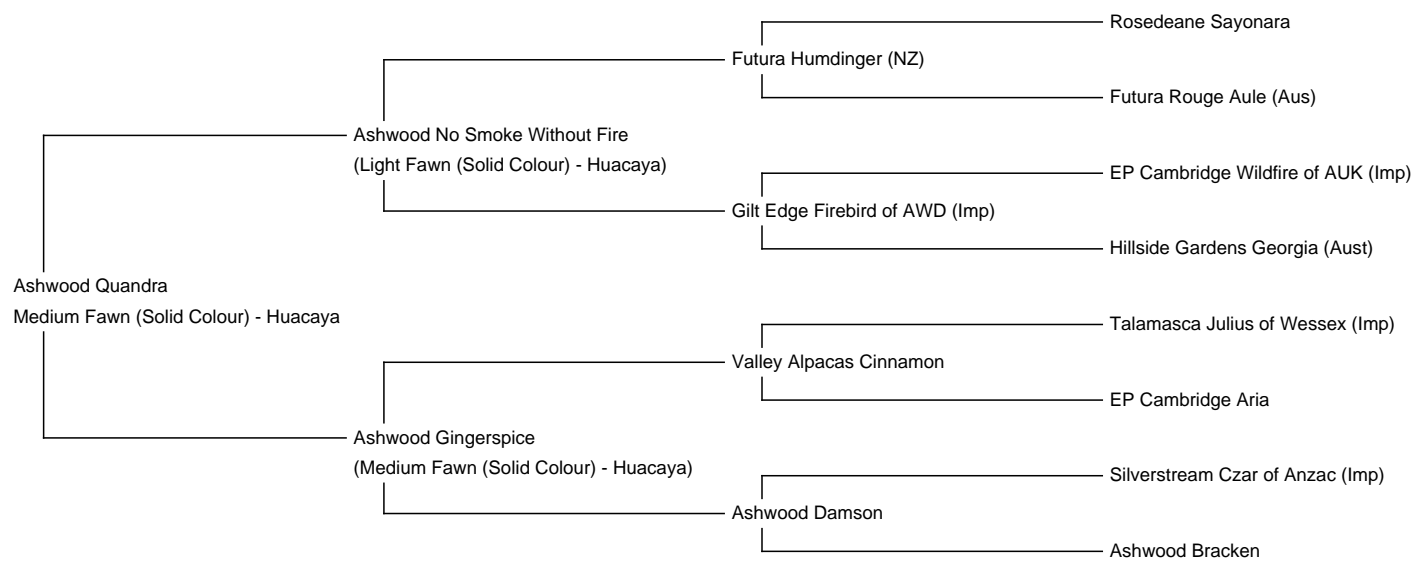 Rosedeane Sayonara
Futura Humdinger (NZ)
Futura Rouge Aule (Aus)
Ashwood No Smoke Without Fire
(Light Fawn (Solid Colour) - Huacaya)
EP Cambridge Wildfire of AUK (Imp)
Gilt Edge Firebird of AWD (Imp)
Hillside Gardens Georgia (Aust)
Ashwood Quandra
Medium Fawn (Solid Colour) - Huacaya
Talamasca Julius of Wessex (Imp)
Valley Alpacas Cinnamon
EP Cambridge Aria
Ashwood Gingerspice
(Medium Fawn (Solid Colour) - Huacaya)
Silverstream Czar of Anzac (Imp)
Ashwood Damson
Ashwood Bracken